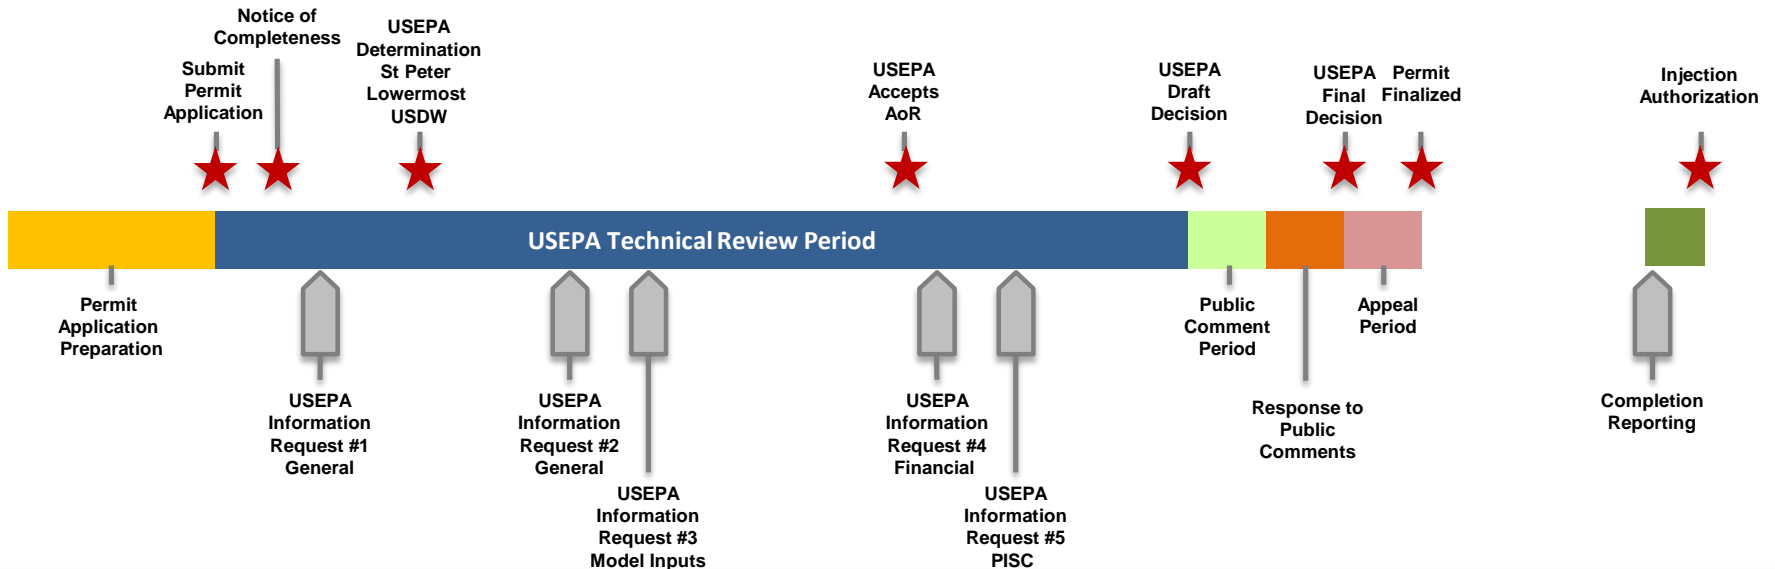 Notice of
Completeness
Submit
Permit
Application
USEPA
Determination
St Peter
Lowermost
USDW
USEPA
Accepts
AoR
USEPA
Draft
Decision
USEPA
Final
Decision
Permit
Finalized
Injection
Authorization
USEPA Technical Review Period
Permit
Application
Preparation
USEPA
Information
Request #1
General
USEPA
Information
Request #2
General
USEPA
Information
Request #3
Model Inputs
USEPA
Information
Request #4
Financial
USEPA
Information
Request #5
PISC
Public
Comment
Period
Response to
Public
Comments
Appeal
Period
Completion
Reporting